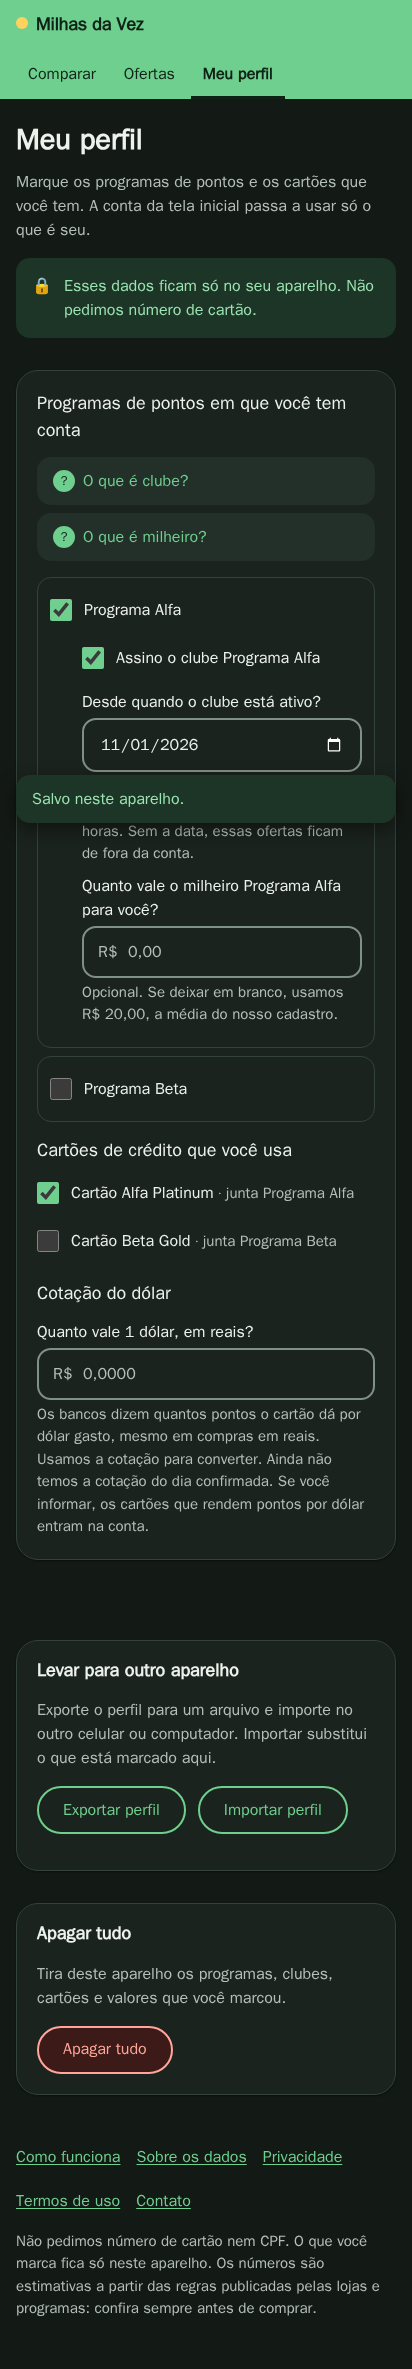 Milhas da Vez
Comparar Ofertas Meu perfil
Meu perfil
Marque os programas de pontos e os cartões que
você tem. A conta da tela inicial passa a usar só o
que é seu.
Esses dados ficam só no seu aparelho. Não
pedimos número de cartão.
Programas de pontos em que você tem
conta
? O que é clube?
? O que é milheiro?
Programa Alfa
Assino o clube Programa Alfa
Desde quando o clube está ativo?
11/01/2026
Salvo neste aparelho.
horas. Sem a data, essas ofertas ficam
de fora da conta.
Quanto vale o milheiro Programa Alfa
para você?
R$ 0,00
Opcional. Se deixar em branco, usamos
R$ 20,00, a média do nosso cadastro.
Programa Beta
Cartões de crédito que você usa
Cartão Alfa Platinum · junta Programa Alfa
Cartão Beta Gold · junta Programa Beta
Cotação do dólar
Quanto vale 1 dólar, em reais?
R$ 0,0000
Os bancos dizem quantos pontos o cartão dá por
dólar gasto, mesmo em compras em reais.
Usamos a cotação para converter. Ainda não
temos a cotação do dia confirmada. Se você
informar, os cartões que rendem pontos por dólar
entram na conta.
Levar para outro aparelho
Exporte o perfil para um arquivo e importe no
outro celular ou computador. Importar substitui
o que está marcado aqui.
Exportar perfil Importar perfil
Apagar tudo
Tira deste aparelho os programas, clubes,
cartões e valores que você marcou.
Apagar tudo
Como funciona Sobre os dados Privacidade
Termos de uso Contato
Não pedimos número de cartão nem CPF. O que você
marca fica só neste aparelho. Os números são
estimativas a partir das regras publicadas pelas lojas e
programas: confira sempre antes de comprar.